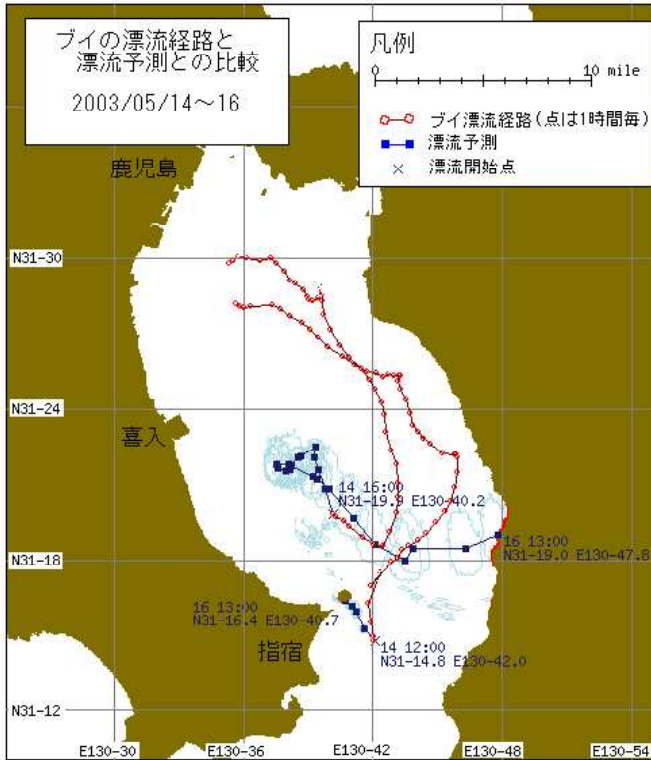 ブイの漂流経路と
漂流予測との比較
2003/05/14～16
凡例
0 10 mile
ブイ漂流経路(点は1時間毎)
漂流予測
漂流開始点
鹿児島
N31-30
N31-24
喜入
14 16:00
N31-19.9 E130-40.2
16 13:00
N31-19.0 E130-47.8
N31-18
16 13:00
N31-16.4 E130-40.7
指宿
14 12:00
N31-14.8 E130-42.0
N31-12
E130-30 E130-36 E130-42 E130-48 E130-54